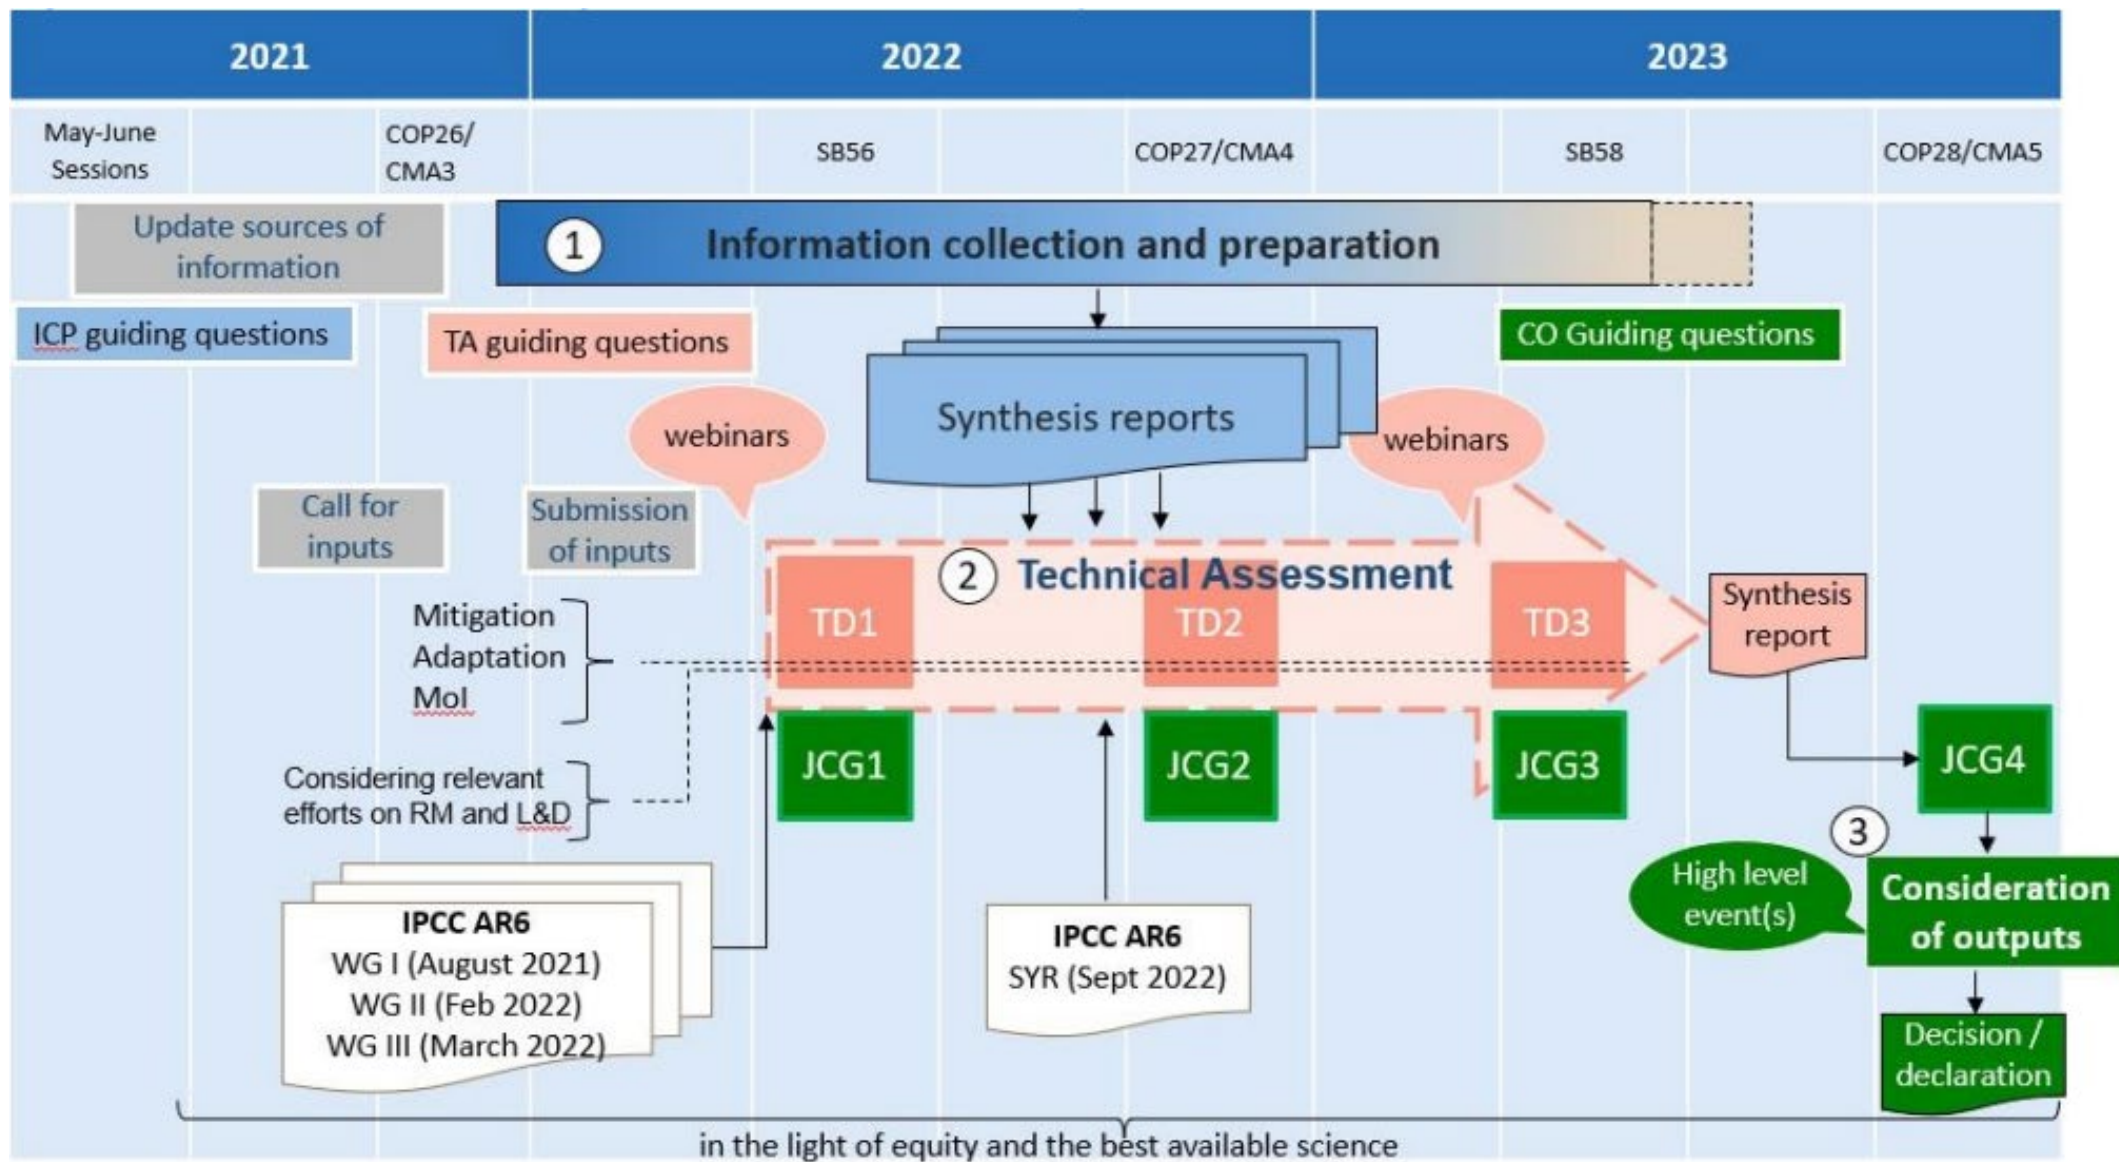 2021
2022
2023
May-June
Sessions
COP26/
CMA3
SB56
COP27/CMA4
SB58
COP28/CMA5
Update sources of
information
1
Information collection and preparation
ICP guiding questions
TA guiding questions
CO Guiding questions
webinars
Synthesis reports
webinars
Call for
inputs
Submission
of inputs
2
Technical Assessment
Mitigation
Adaptation
MoI
TD1
TD2
TD3
Synthesis
report
Considering relevant
efforts on RM and L&D
JCG1
JCG2
JCG3
JCG4
3
High level
event(s)
Consideration
of outputs
IPCC AR6
WG I (August 2021)
WG II (Feb 2022)
WG III (March 2022)
IPCC AR6
SYR (Sept 2022)
Decision /
declaration
in the light of equity and the best available science